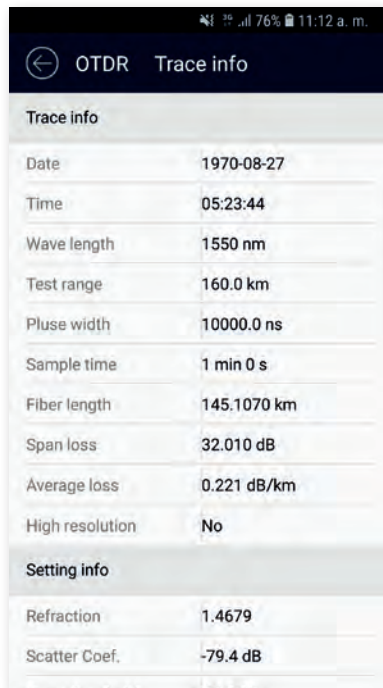 3G 76% 11:12 a. m.
OTDR Trace info
Trace info
Date 1970-08-27
Time 05:23:44
Wave length 1550 nm
Test range 160.0 km
Pluse width 10000.0 ns
Sample time 1 min 0 s
Fiber length 145.1070 km
Span loss 32.010 dB
Average loss 0.221 dB/km
High resolution No
Setting info
Refraction 1.4679
Scatter Coef. -79.4 dB